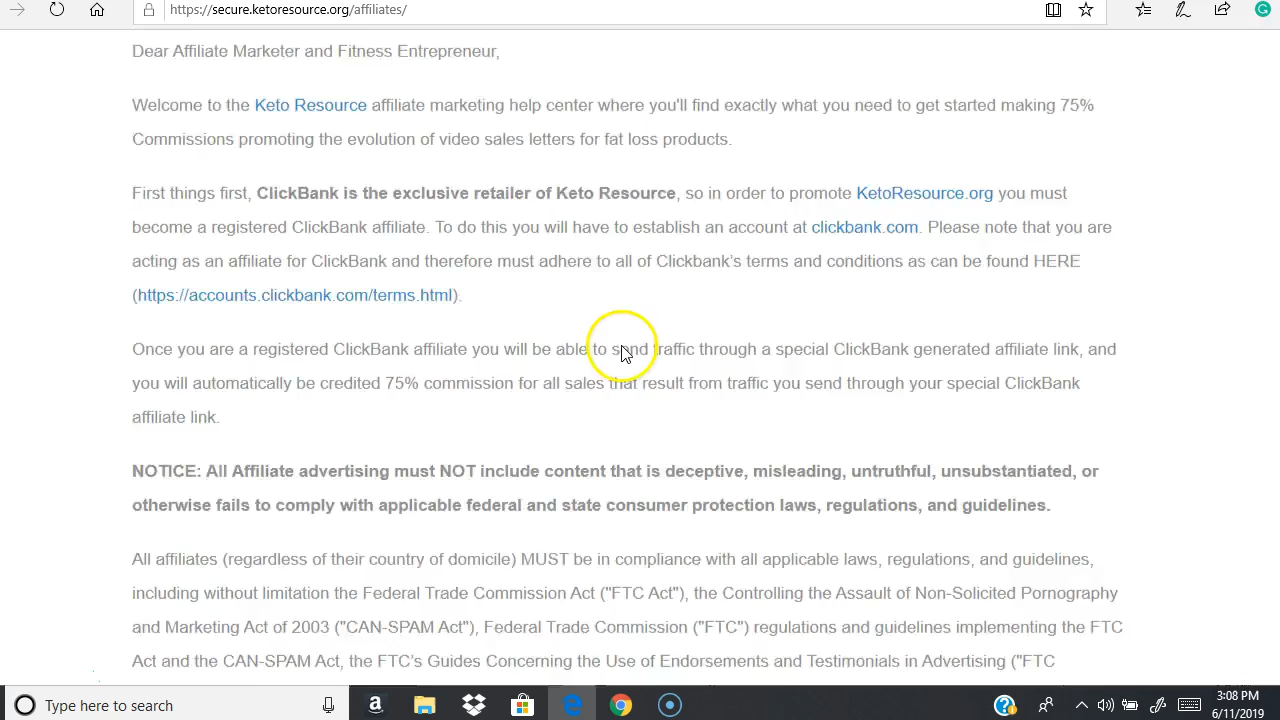 https://secure.ketoresource.org/affiliates/
Dear Affiliate Marketer and Fitness Entrepreneur,
Welcome to the Keto Resource affiliate marketing help center where you'll find exactly what you need to get started making 75%
Commissions promoting the evolution of video sales letters for fat loss products.
First things first, ClickBank is the exclusive retailer of Keto Resource, so in order to promote KetoResource.org you must
become a registered ClickBank affiliate. To do this you will have to establish an account at clickbank.com. Please note that you are
acting as an affiliate for ClickBank and therefore must adhere to all of Clickbank's terms and conditions as can be found HERE
(https://accounts.clickbank.com/terms.html).
Once you are a registered ClickBank affiliate you will be able to send traffic through a special ClickBank generated affiliate link, and
you will automatically be credited 75% commission for all sales that result from traffic you send through your special ClickBank
affiliate link.
NOTICE: All Affiliate advertising must NOT include content that is deceptive, misleading, untruthful, unsubstantiated, or
otherwise fails to comply with applicable federal and state consumer protection laws, regulations, and guidelines.
All affiliates (regardless of their country of domicile) MUST be in compliance with all applicable laws, regulations, and guidelines,
including without limitation the Federal Trade Commission Act ("FTC Act"), the Controlling the Assault of Non-Solicited Pornography
and Marketing Act of 2003 ("CAN-SPAM Act"), Federal Trade Commission ("FTC") regulations and guidelines implementing the FTC
Act and the CAN-SPAM Act, the FTC's Guides Concerning the Use of Endorsements and Testimonials in Advertising ("FTC
Type here to search
3:08 PM
6/11/2019